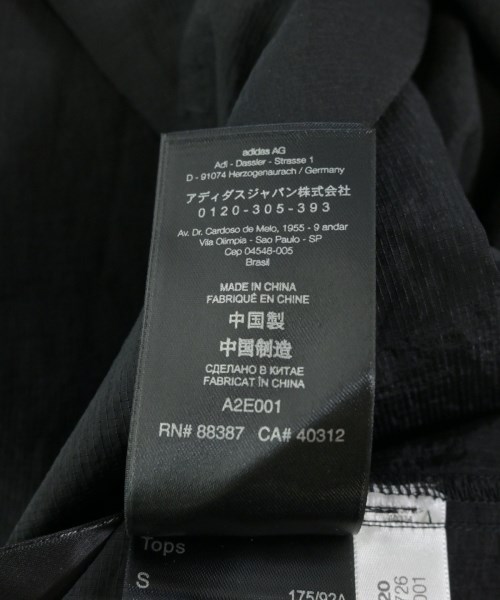 adidas AG
Adi - Dassler - Strasse 1
D - 91074 Herzogenaurach / Germany
アディダスジャパン株式会社
0120-305-393
Av. Dr. Cardoso de Melo, 1955 - 9 andar
Vila Olimpia - Sao Paulo - SP
Cep 04548-005
Brasil
MADE IN CHINA
FABRIQUÉ EN CHINE
中国製
中国制造
СДЕЛАНО В КИТАЕ
FABRICAT ÎN CHINA
A2E001
RN# 88387 CA# 40312
Tops
S
175/92A
20
726
001